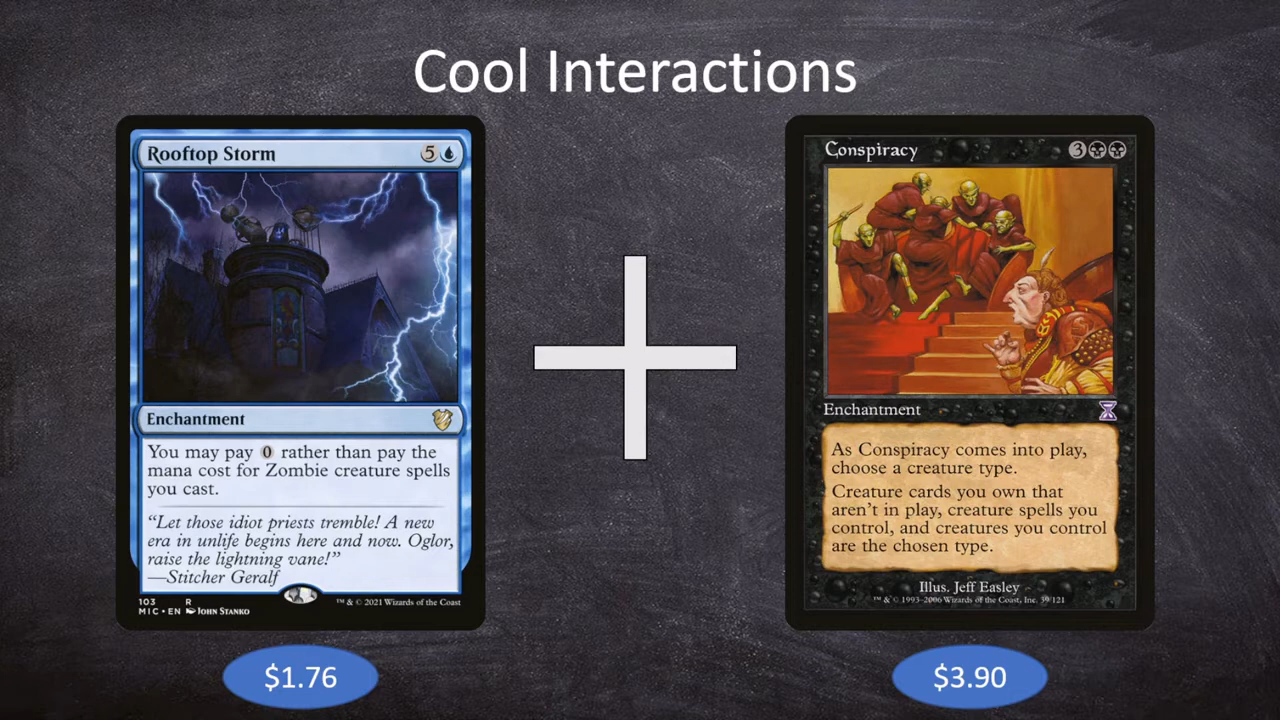 Cool Interactions
Rooftop Storm 5
Enchantment
You may pay 0 rather than pay the
mana cost for Zombie creature spells
you cast.
“Let those idiot priests tremble! A new
era in unlife begins here and now. Oglor,
raise the lightning vane!”
—Stitcher Geralf
103 R
MIC • EN JOHN STANKO
™ & © 2021 Wizards of the Coast
$1.76
Conspiracy 3
Enchantment
As Conspiracy comes into play,
choose a creature type.
Creature cards you own that
aren’t in play, creature spells you
control, and creatures you control
are the chosen type.
Illus. Jeff Easley
™ & © 1993–2006 Wizards of the Coast, Inc. 39/121
$3.90